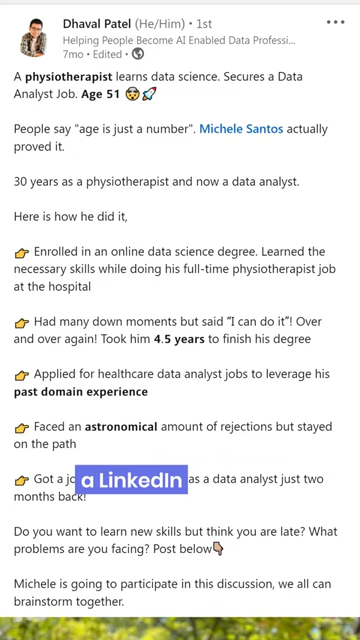 Dhaval Patel (He/Him) • 1st
Helping People Become AI Enabled Data Professi...
7mo • Edited •
A physiotherapist learns data science. Secures a Data
Analyst Job. Age 51 😲🚀
People say "age is just a number". Michele Santos actually
proved it.
30 years as a physiotherapist and now a data analyst.
Here is how he did it,
👉 Enrolled in an online data science degree. Learned the
necessary skills while doing his full-time physiotherapist job
at the hospital
👉 Had many down moments but said “I can do it”! Over
and over again! Took him 4.5 years to finish his
degree
👉 Applied for healthcare data analyst jobs to leverage his
past domain experience
👉 Faced an astronomical amount of rejections but stayed
on the path
👉 Got a as a data analyst just two
a LinkedIn
months back!
Do you want to learn new skills but think you are late? What
problems are you facing? Post below👇
Michele is going to participate in this discussion, we all can
brainstorm together.